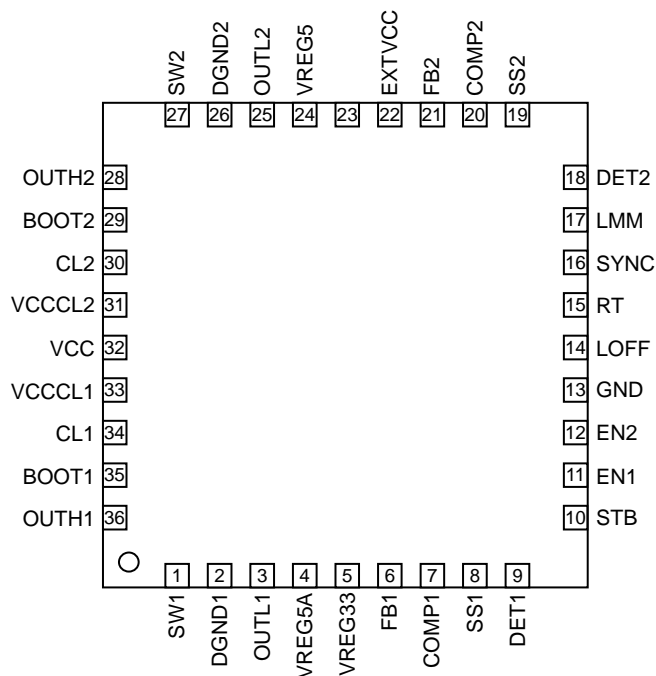 SW2 DGND2 OUTL2 VREG5 EXTVCC FB2 COMP2 SS2
27 26 25 24 23 22 21 20 19
OUTH2 28 18 DET2
BOOT2 29 17 LMM
CL2 30 16 SYNC
VCCCL2 31 15 RT
VCC 32 14 LOFF
VCCCL1 33 13 GND
CL1 34 12 EN2
BOOT1 35 11 EN1
OUTH1 36 10 STB
1 2 3 4 5 6 7 8 9
SW1 DGND1 OUTL1 VREG5A VREG33 FB1 COMP1 SS1 DET1